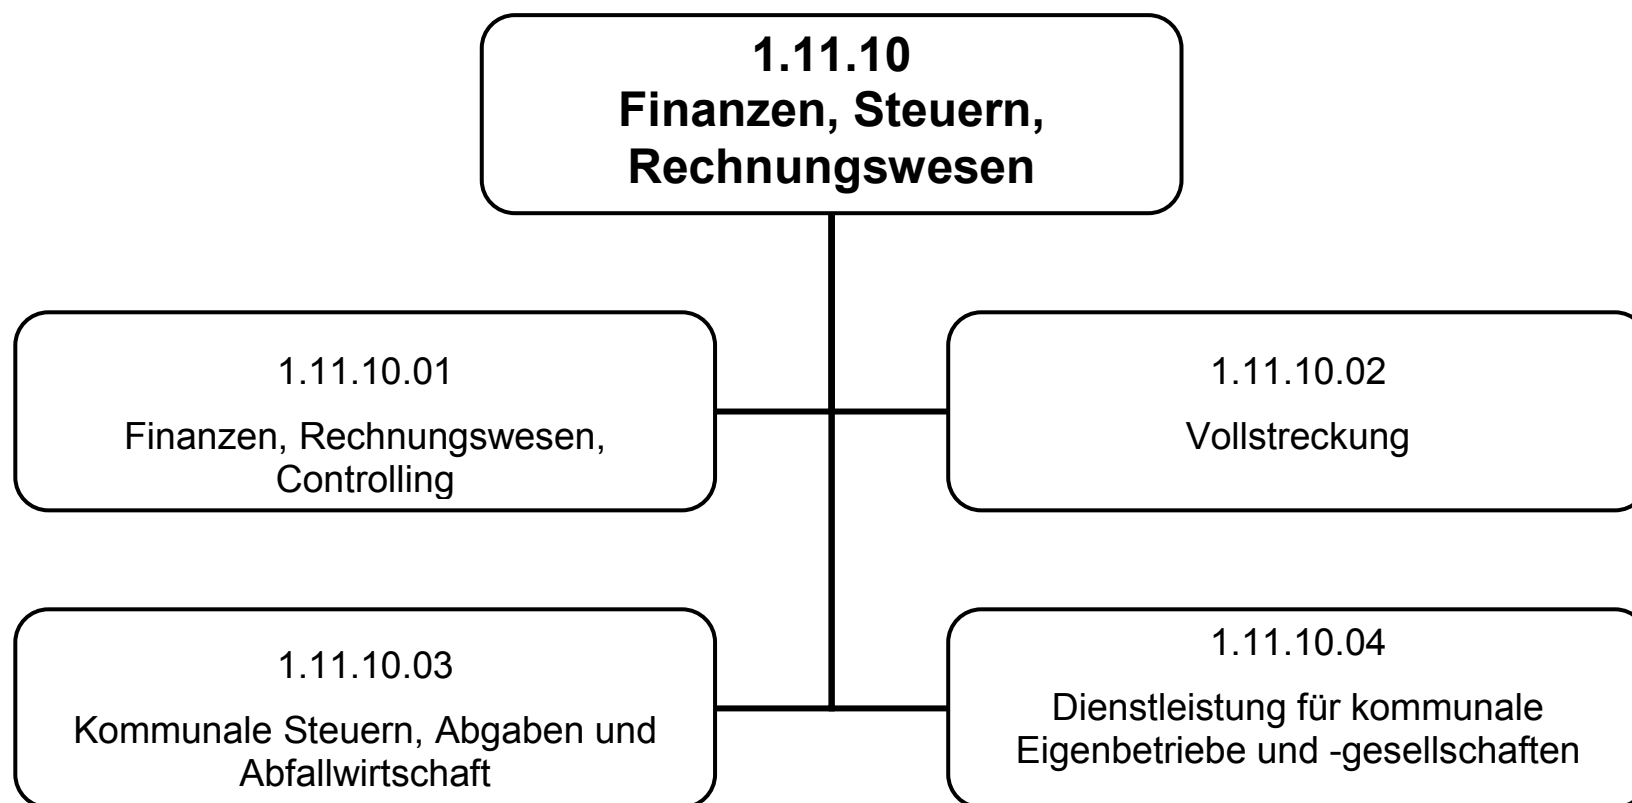 1.11.10
Finanzen, Steuern,
Rechnungswesen
1.11.10.01
Finanzen, Rechnungswesen,
Controlling
1.11.10.02
Vollstreckung
1.11.10.03
Kommunale Steuern, Abgaben und
Abfallwirtschaft
1.11.10.04
Dienstleistung für kommunale
Eigenbetriebe und -gesellschaften